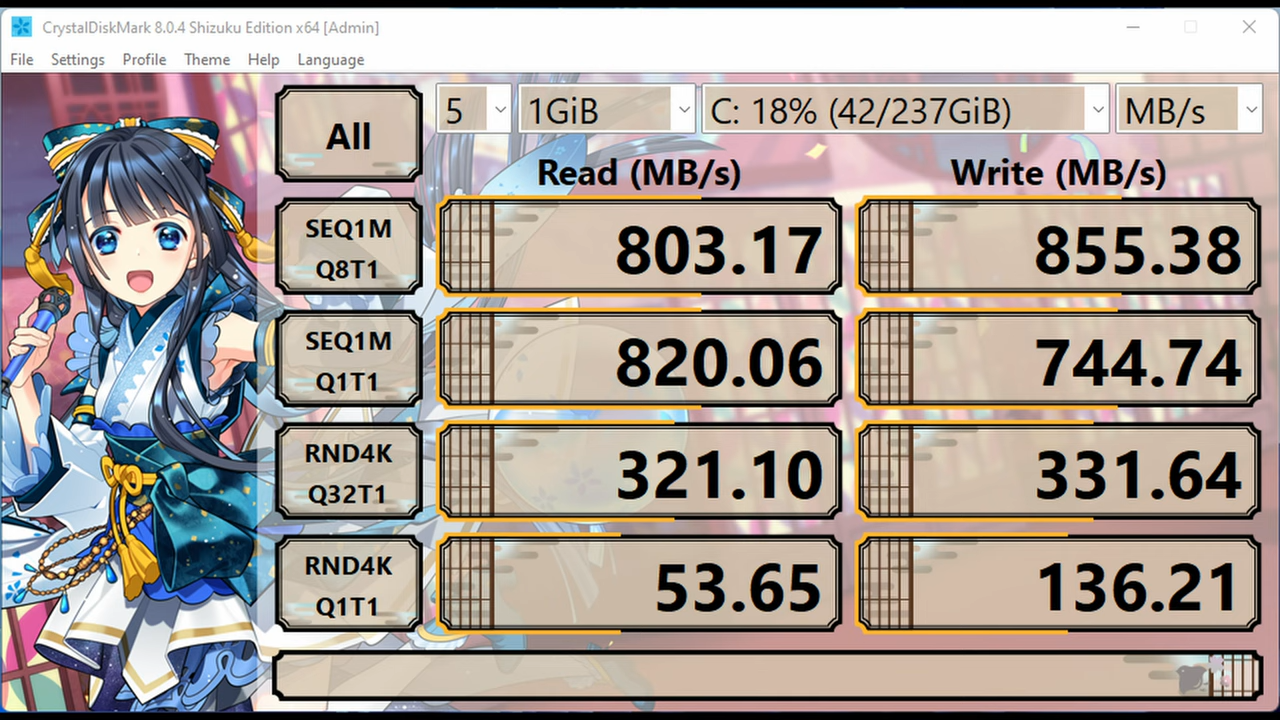 CrystalDiskMark 8.0.4 Shizuku Edition x64 [Admin]
File Settings Profile Theme Help Language
All 5 1GiB C: 18% (42/237GiB) MB/s
Read (MB/s) Write (MB/s)
SEQ1M
Q8T1
803.17 855.38
SEQ1M
Q1T1
820.06 744.74
RND4K
Q32T1
321.10 331.64
RND4K
Q1T1
53.65 136.21